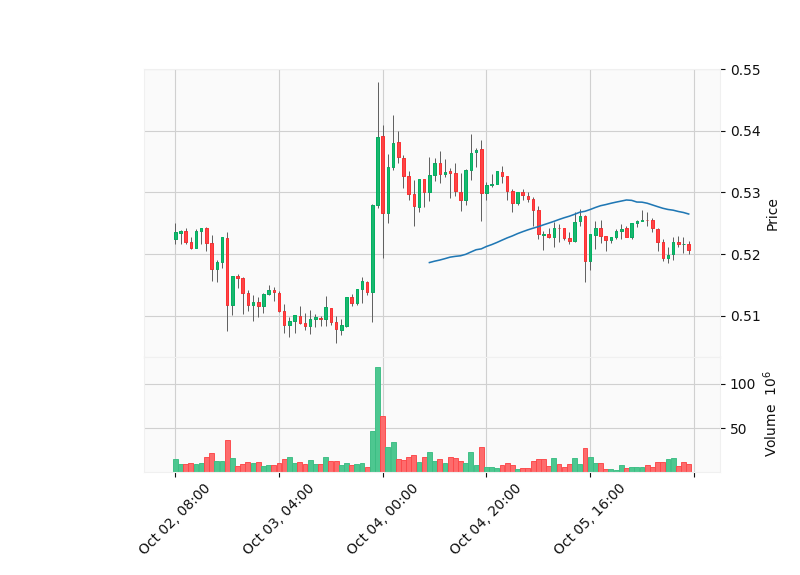 0.55
0.54
0.53
0.52
0.51
Price
100
50
Volume 10^6
Oct 02, 08:00
Oct 03, 04:00
Oct 04, 00:00
Oct 04, 20:00
Oct 05, 16:00